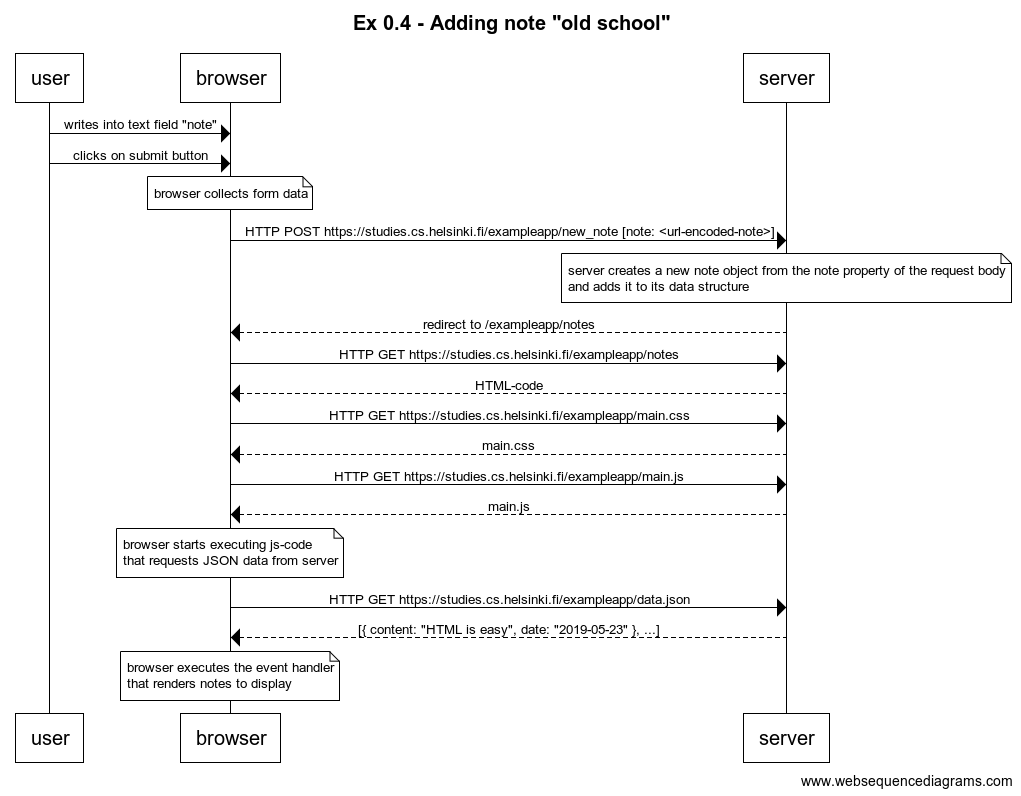 Ex 0.4 - Adding note "old school"
user
browser
server
writes into text field "note"
clicks on submit button
browser collects form data
HTTP POST https://studies.cs.helsinki.fi/exampleapp/new_note [note: <url-encoded-note>]
server creates a new note object from the note property of the request body
and adds it to its data structure
redirect to /exampleapp/notes
HTTP GET https://studies.cs.helsinki.fi/exampleapp/notes
HTML-code
HTTP GET https://studies.cs.helsinki.fi/exampleapp/main.css
main.css
HTTP GET https://studies.cs.helsinki.fi/exampleapp/main.js
main.js
browser starts executing js-code
that requests JSON data from server
HTTP GET https://studies.cs.helsinki.fi/exampleapp/data.json
[{ content: "HTML is easy", date: "2019-05-23" }, ...]
browser executes the event handler
that renders notes to display
user
browser
server
www.websequencediagrams.com